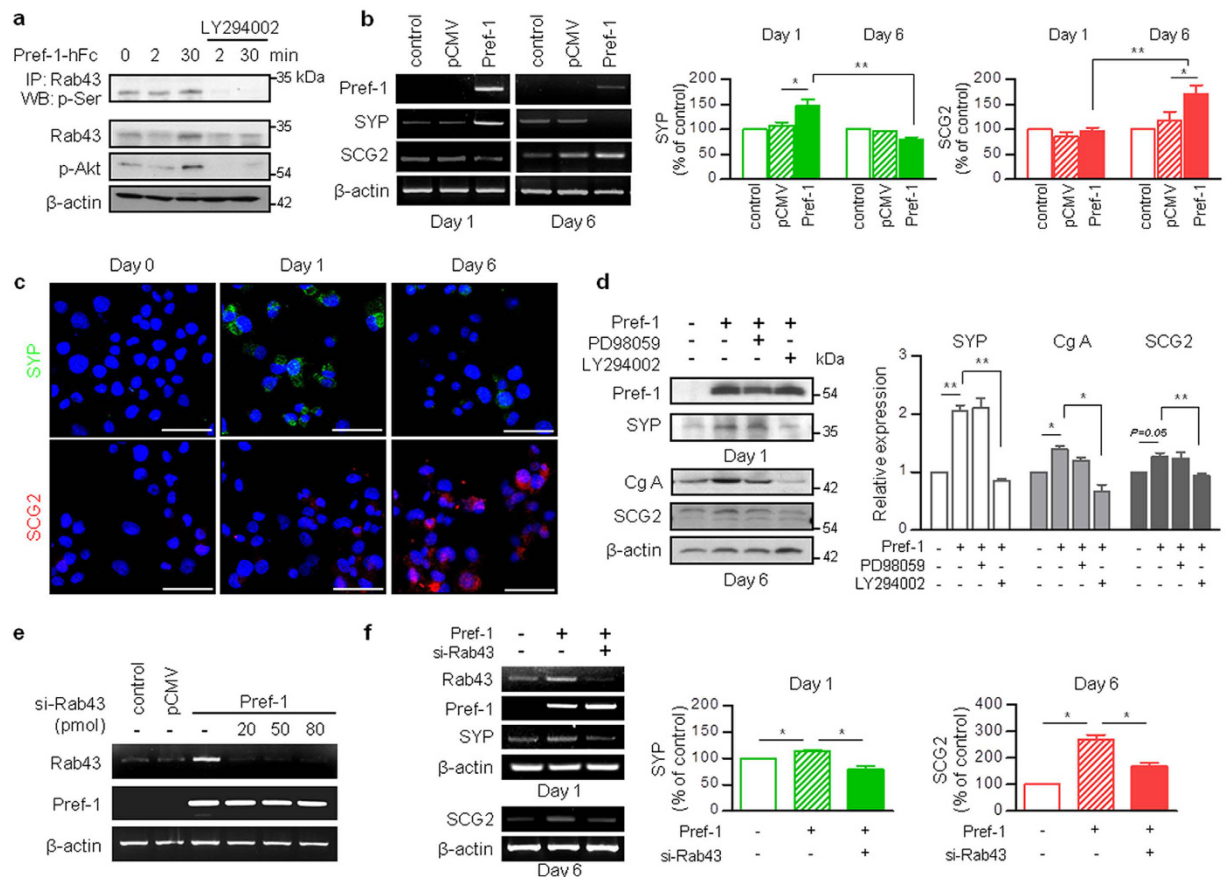 a
LY294002
Pref-1-hFc 0 2 30 2 30 min
IP: Rab43
WB: p-Ser
35 kDa
Rab43
35
p-Akt
54
β-actin
42
b
control pCMV Pref-1 control pCMV Pref-1
Pref-1
SYP
SCG2
β-actin
Day 1 Day 6
Day 1 Day 6
SYP
(% of control)
200
150
100
50
0
* **
control pCMV Pref-1 control pCMV Pref-1
Day 1 Day 6
SCG2
(% of control)
200
150
100
50
0
** *
control pCMV Pref-1 control pCMV Pref-1
c
Day 0 Day 1 Day 6
SYP
SCG2
d
Pref-1 - + + +
PD98059 - - + -
LY294002 - - - + kDa
Pref-1
54
SYP
35
Day 1
Cg A
42
SCG2
54
β-actin
42
Day 6
SYP Cg A SCG2
Relative expression
3
2
1
0
** ** * * P=0.05 **
Pref-1 - + + + - + + + - + + +
PD98059 + + +
LY294002 + + +
e
control pCMV Pref-1
si-Rab43
(pmol)
- - - 20 50 80
Rab43
Pref-1
β-actin
f
Pref-1 - + +
si-Rab43 - - +
Rab43
Pref-1
SYP
β-actin
Day 1
SCG2
β-actin
Day 6
Day 1
SYP
(% of control)
200
150
100
50
0
* *
Pref-1 - + +
si-Rab43 - - +
Day 6
SCG2
(% of control)
400
300
200
100
0
* *
Pref-1 - + +
si-Rab43 - - +